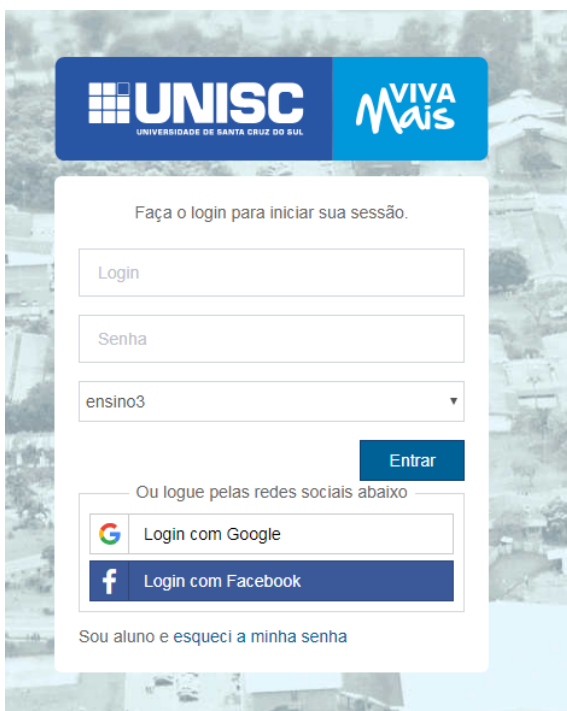 UNISC
UNIVERSIDADE DE SANTA CRUZ DO SUL
VIVA
Mais
Faça o login para iniciar sua sessão.
Login
Senha
ensino3
Entrar
Ou logue pelas redes sociais abaixo
Login com Google
Login com Facebook
Sou aluno e esqueci a minha senha